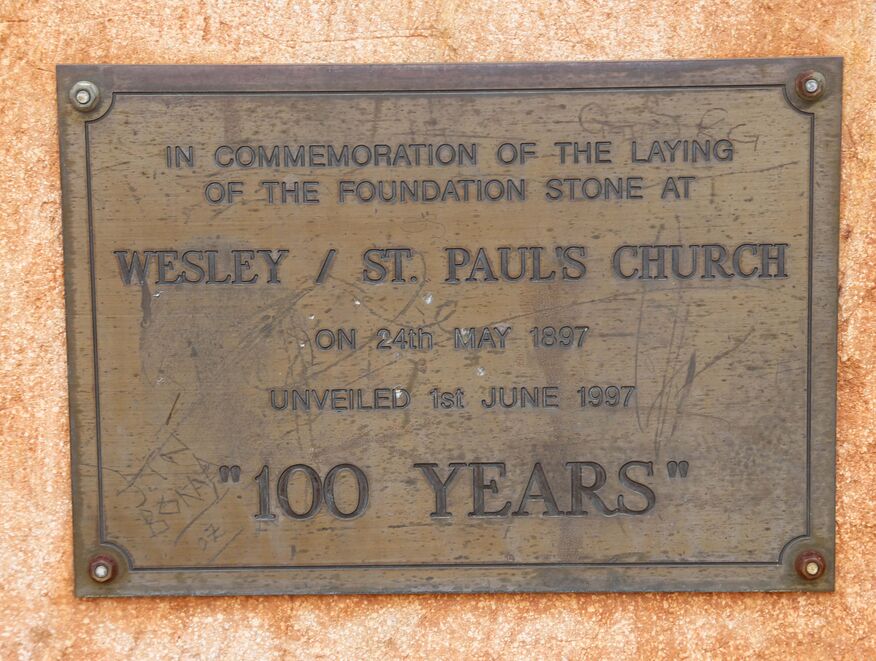 IN COMMEMORATION OF THE LAYING
OF THE FOUNDATION STONE AT
WESLEY / ST. PAUL'S CHURCH
ON 24th MAY 1897
UNVEILED 1st JUNE 1997
"100 YEARS"